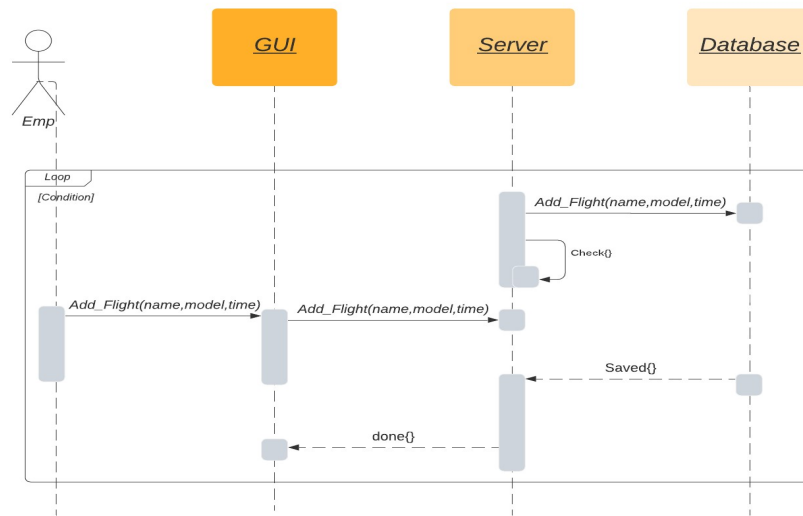 GUI
Server
Database
Emp
Loop
[Condition]
Add_Flight(name,model,time)
Check{}
Add_Flight(name,model,time)
Add_Flight(name,model,time)
Saved{}
done{}